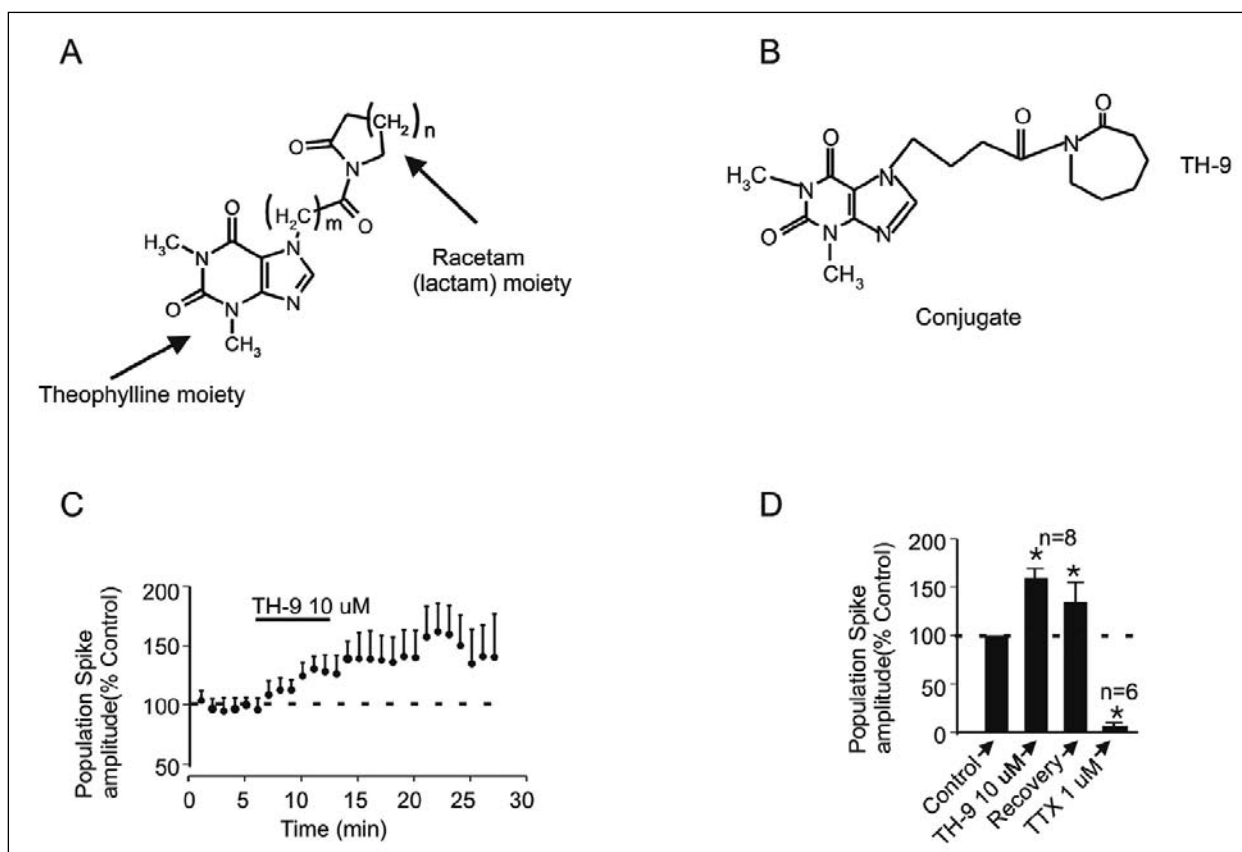 A
(CH2)n
O
N
(H2C)m
O
O
H3C
N
N
O
N
N
CH3
Racetam
(lactam) moiety
Theophylline moiety
B
O
O
N
TH-9
O
N
H3C
N
O
N
N
CH3
Conjugate
C
Population Spike
amplitude(% Control)
200
150
100
50
TH-9 10 uM
0 5 10 15 20 25 30
Time (min)
D
Population Spike
amplitude(% Control)
200
150
100
50
0
n=8
* *
n=6
*
Control
TH-9 10 uM
Recovery
TTX 1 uM